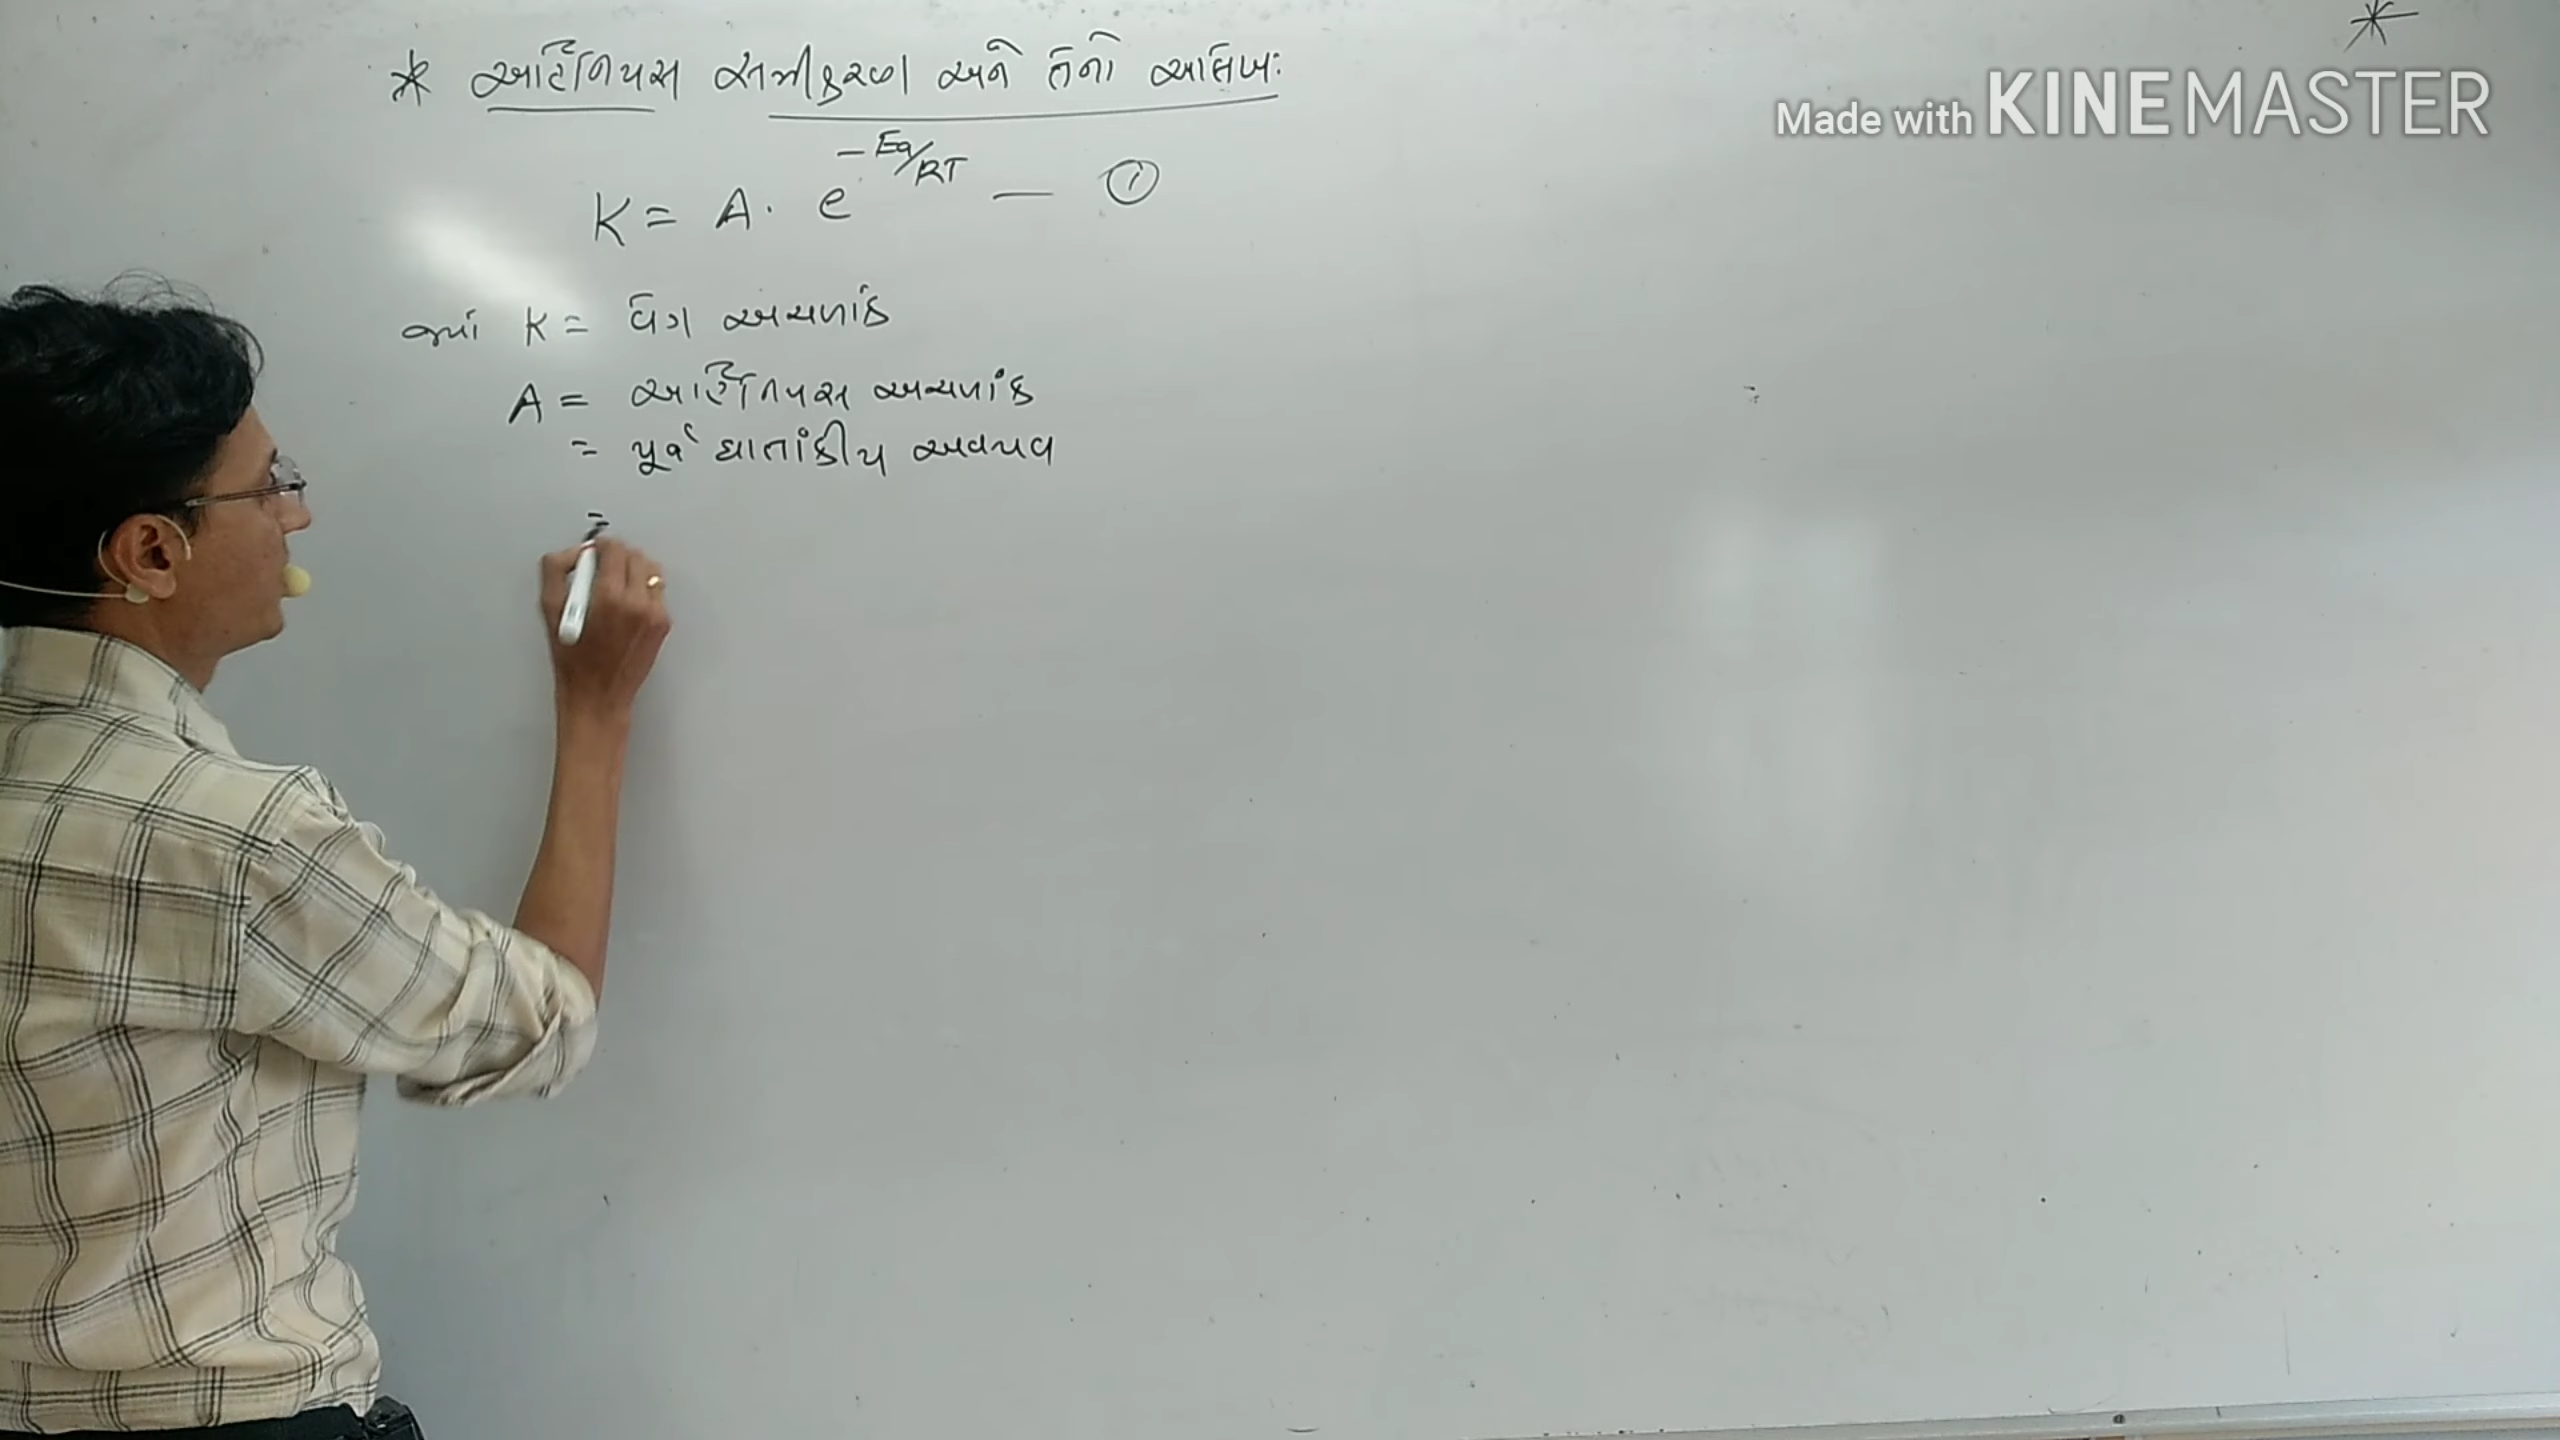 * આર્હેનિયસ સમીકરણ અને તેનો આલેખ:
K = A · e^-Ea/RT — ①
જ્યાં K = વેગ અચળાંક
A = આર્હેનિયસ અચળાંક
= પૂર્વ ઘાતાંકીય અવયવ
=
*
Made with KINEMASTER